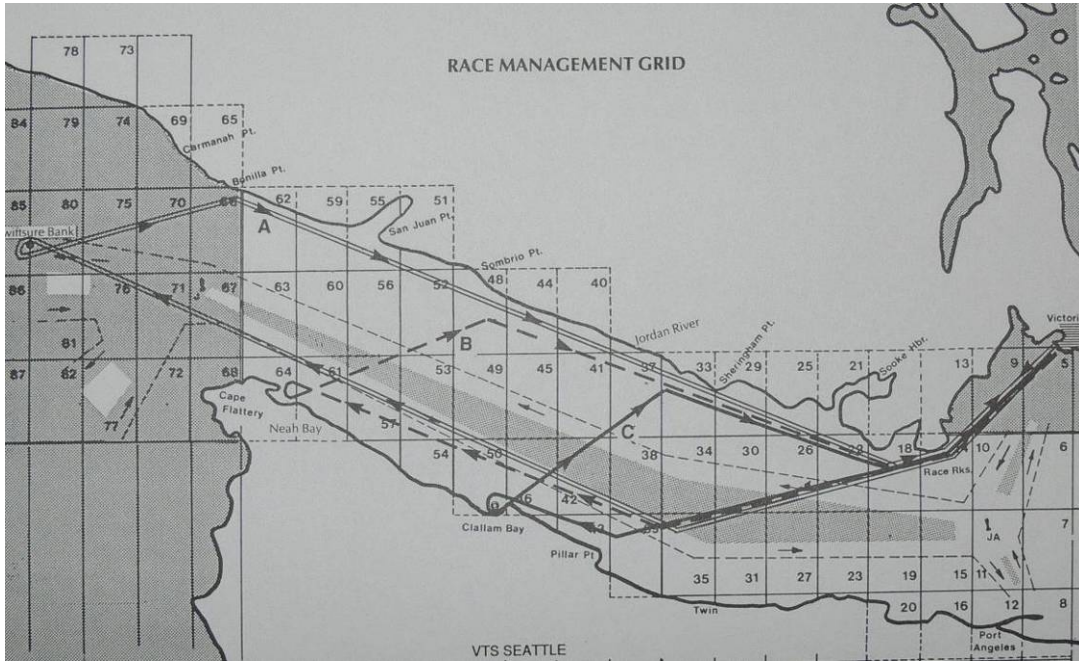 78 73
RACE MANAGEMENT GRID
84 79 74 69 65
Carmanah Pt.
Bonilla Pt.
85 80 75 70 66 62 59 55 51
A
San Juan Pt.
wiftsure Bank
Sombrio Pt.
86 76 71 67 63 60 56 52 48 44 40
J
Jordan River
Victori
81 B
Sheringham Pt.
Sooke Hbr.
87 82 72 68 64 61 53 49 45 41 37 33 29 25 21 13 9 5
Cape
Flattery
77 57 C
Neah Bay
54 50 38 34 30 26 22 18 10 6
Race Rks.
46 42
Clallam Bay
7
JA
Pillar Pt
35 31 27 23 19 15 11
Twin
20 16 12 8
Port
Angeles
VTS SEATTLE